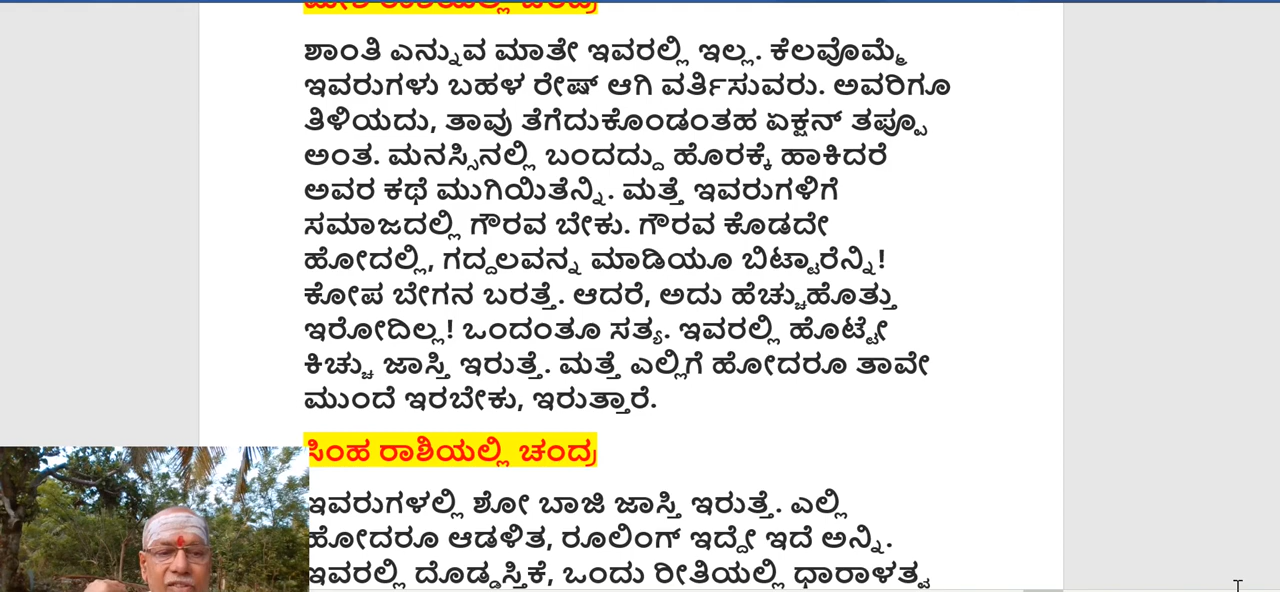 ಮೇಶ ರಾಶಿಯಲ್ಲಿ ಚಂದ್ರ
ಶಾಂತಿ ಎನ್ನುವ ಮಾತೇ ಇವರಲ್ಲಿ ಇಲ್ಲ. ಕೆಲವೊಮ್ಮೆ
ಇವರುಗಳು ಬಹಳ ರೇಷ್ ಆಗಿ ವರ್ತಿಸುವರು. ಅವರಿಗೂ
ತಿಳಿಯದು, ತಾವು ತೆಗೆದುಕೊಂಡಂತಹ ಏಕ್ಷನ್ ತಪ್ಪೂ
ಅಂತ. ಮನಸ್ಸಿನಲ್ಲಿ ಬಂದದ್ದು ಹೊರಕ್ಕೆ ಹಾಕಿದರೆ
ಅವರ ಕಥೆ ಮುಗಿಯಿತೆನ್ನಿ. ಮತ್ತೆ ಇವರುಗಳಿಗೆ
ಸಮಾಜದಲ್ಲಿ ಗೌರವ ಬೇಕು. ಗೌರವ ಕೊಡದೇ
ಹೋದಲ್ಲಿ, ಗದ್ದಲವನ್ನ ಮಾಡಿಯೂ ಬಿಟ್ಟಾರೆನ್ನಿ!
ಕೋಪ ಬೇಗನ ಬರತ್ತೆ. ಆದರೆ, ಅದು ಹೆಚ್ಚುಹೊತ್ತು
ಇರೋದಿಲ್ಲ! ಒಂದಂತೂ ಸತ್ಯ. ಇವರಲ್ಲಿ ಹೊಟ್ಟೇ
ಕಿಚ್ಚು ಜಾಸ್ತಿ ಇರುತ್ತೆ. ಮತ್ತೆ ಎಲ್ಲಿಗೆ ಹೋದರೂ ತಾವೇ
ಮುಂದೆ ಇರಬೇಕು, ಇರುತ್ತಾರೆ.
ಸಿಂಹ ರಾಶಿಯಲ್ಲಿ ಚಂದ್ರ
ಇವರುಗಳಲ್ಲಿ ಶೋ ಬಾಜಿ ಜಾಸ್ತಿ ಇರುತ್ತೆ. ಎಲ್ಲಿ
ಹೋದರೂ ಆಡಳಿತ, ರೂಲಿಂಗ್ ಇದ್ದೇ ಇದೆ ಅನ್ನಿ.
ಇವರಲ್ಲಿ ದೊಡ್ಡಸ್ತಿಕೆ, ಒಂದು ರೀತಿಯಲ್ಲಿ ಧಾರಾಳತ್ವ